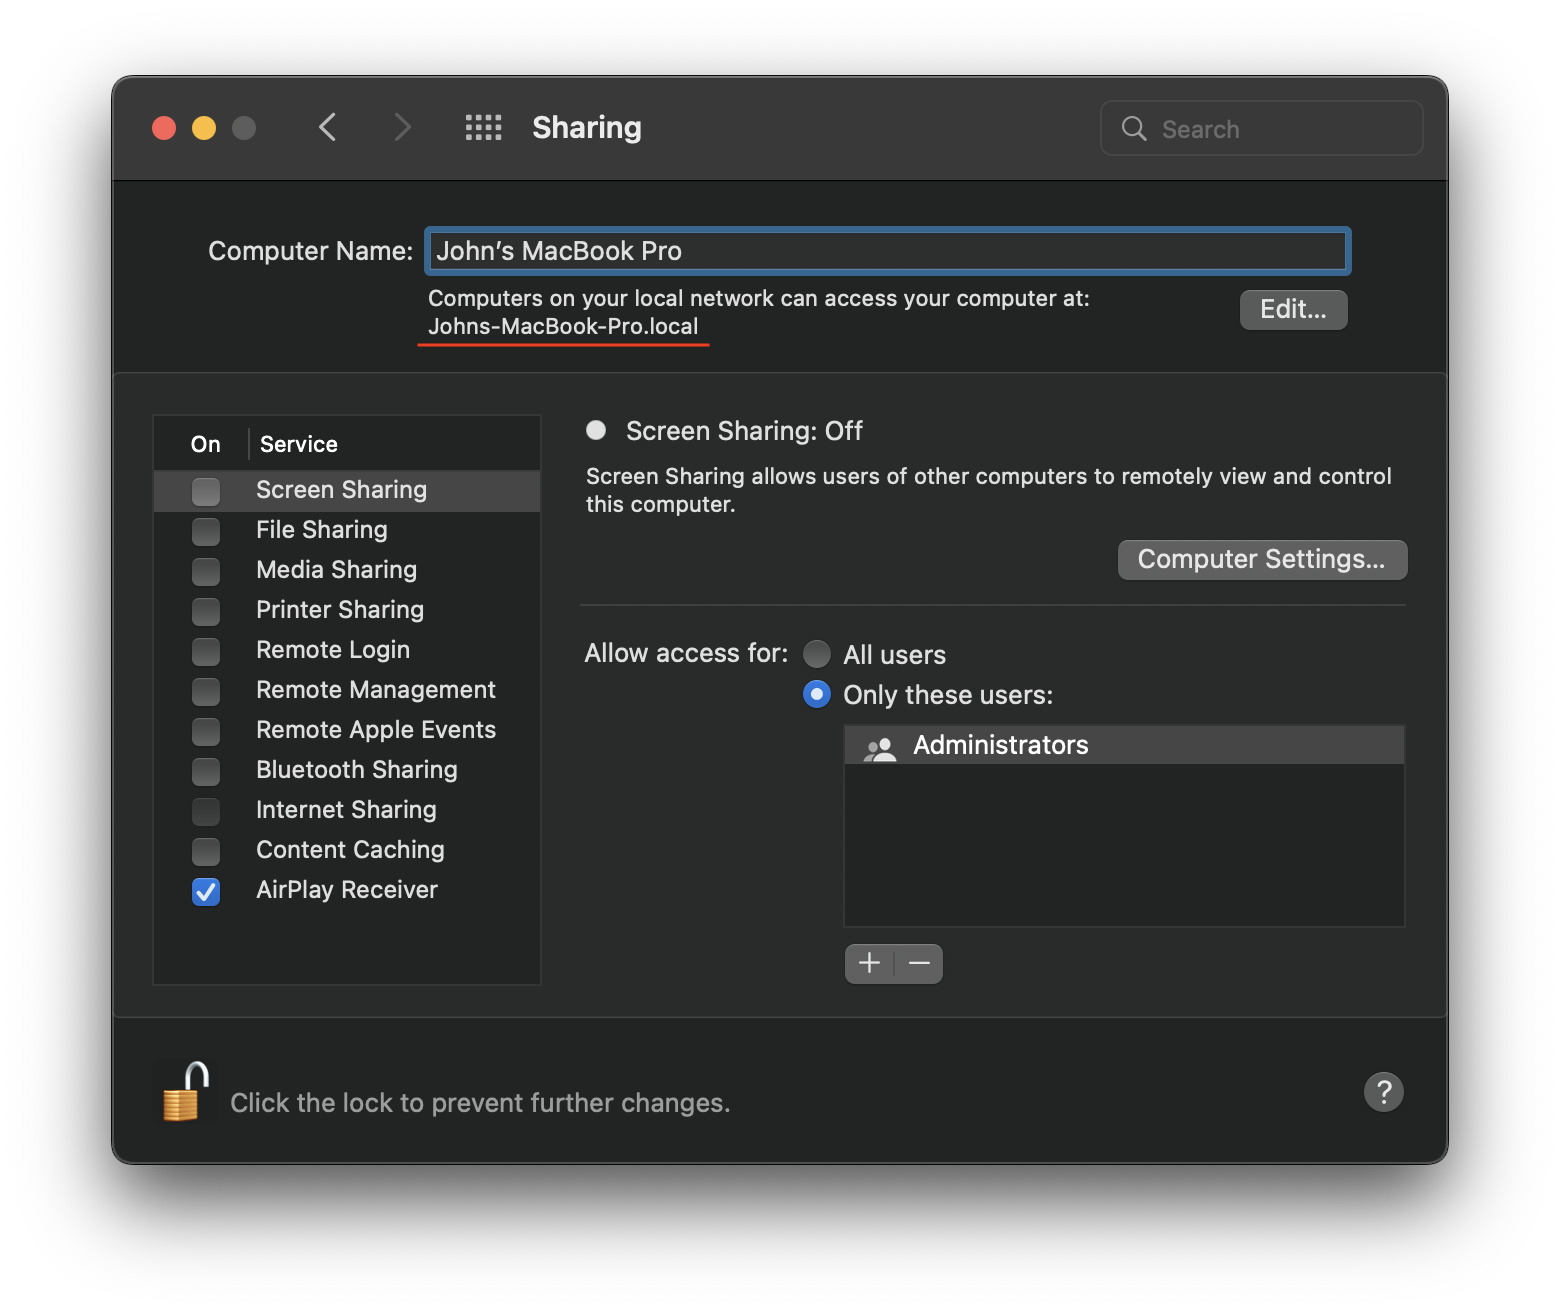 Sharing
Search
Computer Name:
John’s MacBook Pro
Computers on your local network can access your computer at:
Johns-MacBook-Pro.local
Edit...
On
Service
Screen Sharing
File Sharing
Media Sharing
Printer Sharing
Remote Login
Remote Management
Remote Apple Events
Bluetooth Sharing
Internet Sharing
Content Caching
AirPlay Receiver
Screen Sharing: Off
Screen Sharing allows users of other computers to remotely view and control
this computer.
Computer Settings...
Allow access for:
All users
Only these users:
Administrators
+ −
Click the lock to prevent further changes.
?